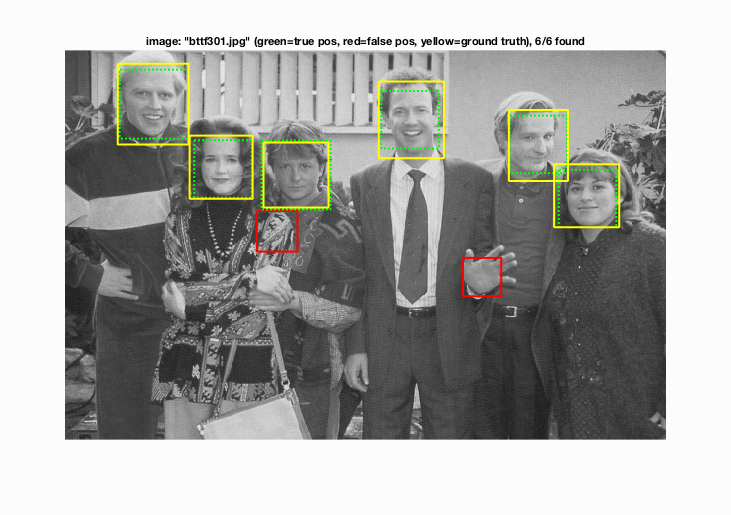 image: "bttf301.jpg" (green=true pos, red=false pos, yellow=ground truth), 6/6 found